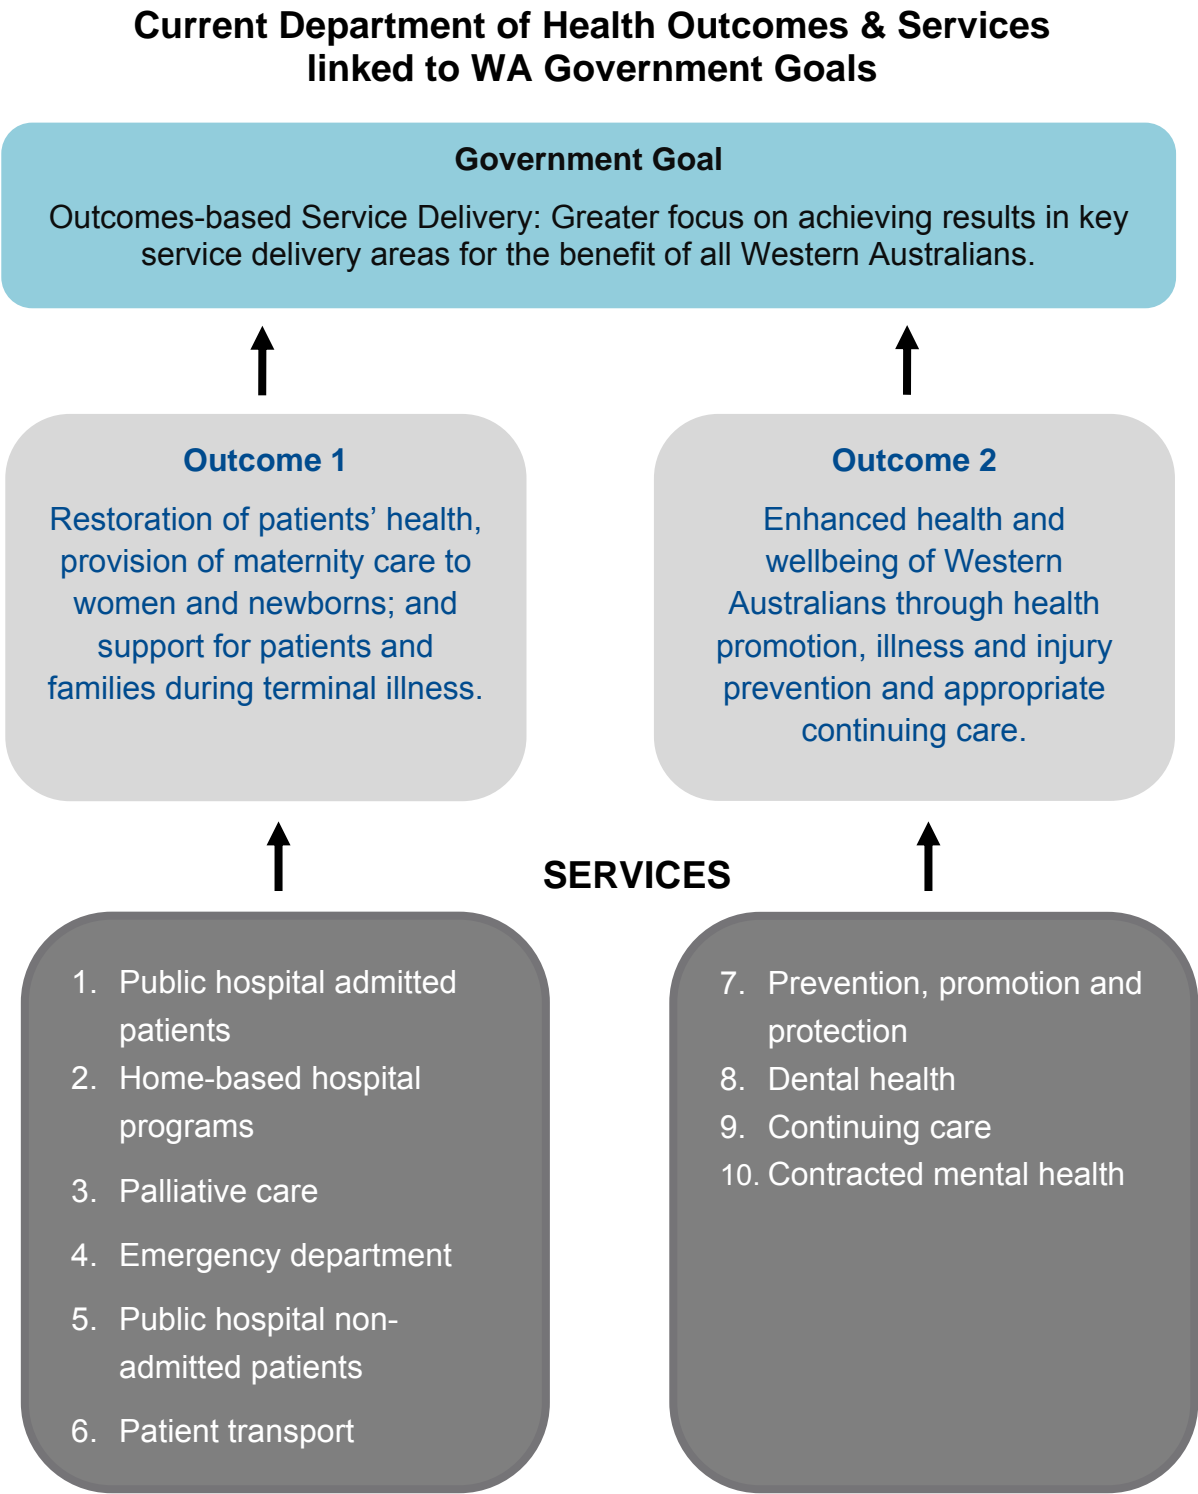 Current Department of Health Outcomes & Services
linked to WA Government Goals
Government Goal
Outcomes-based Service Delivery: Greater focus on achieving results in key
service delivery areas for the benefit of all Western Australians.
Outcome 1
Restoration of patients’ health,
provision of maternity care to
women and newborns; and
support for patients and
families during terminal illness.
Outcome 2
Enhanced health and
wellbeing of Western
Australians through health
promotion, illness and injury
prevention and appropriate
continuing care.
SERVICES
1. Public hospital admitted
patients
2. Home-based hospital
programs
3. Palliative care
4. Emergency department
5. Public hospital non-
admitted patients
6. Patient transport
7. Prevention, promotion and
protection
8. Dental health
9. Continuing care
10. Contracted mental health